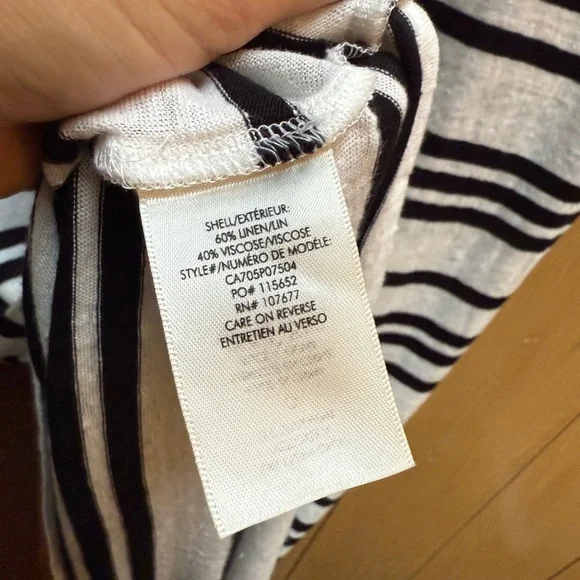 SHELL/EXTÉRIEUR:
60% LINEN/LIN
40% VISCOSE/VISCOSE
STYLE#/NUMÉRO DE MODÈLE:
CA705P07504
PO# 115652
RN# 107677
CARE ON REVERSE
ENTRETIEN AU VERSO